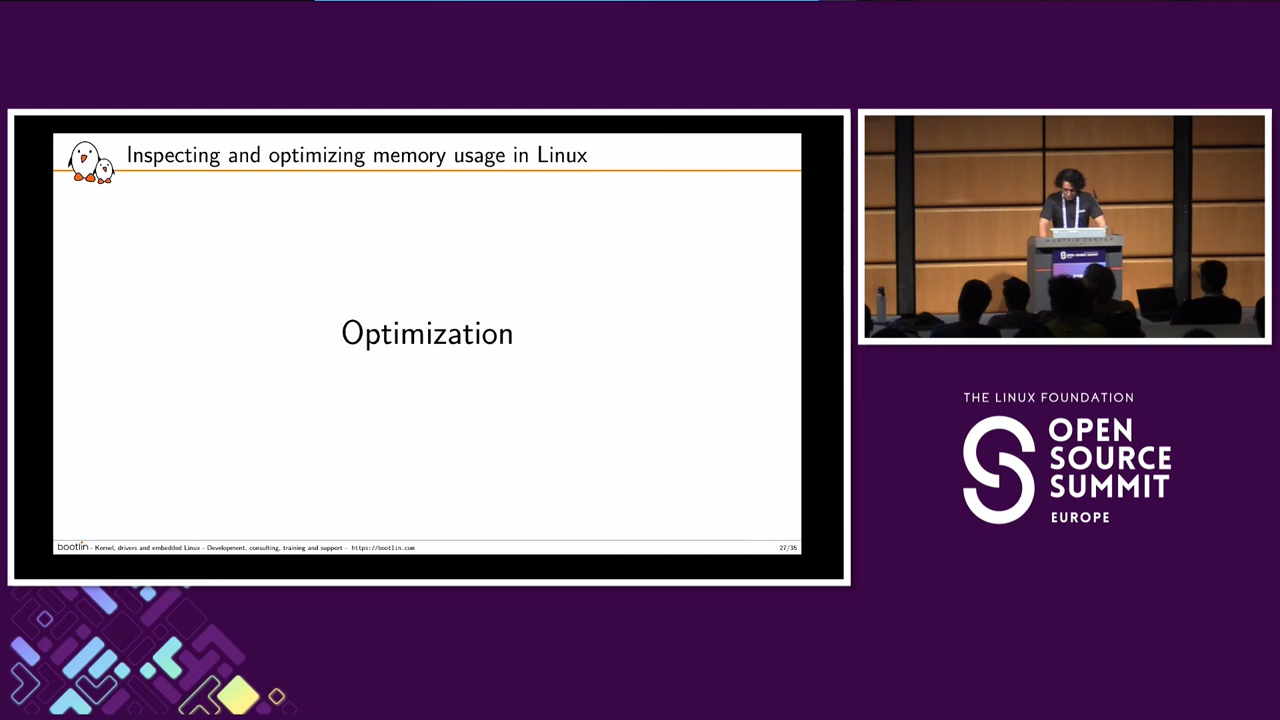 Inspecting and optimizing memory usage in Linux
Optimization
bootlin - Kernel, drivers and embedded Linux - Development, consulting, training and support - https://bootlin.com
27/35
THE LINUX FOUNDATION
OPEN
SOURCE
SUMMIT
EUROPE